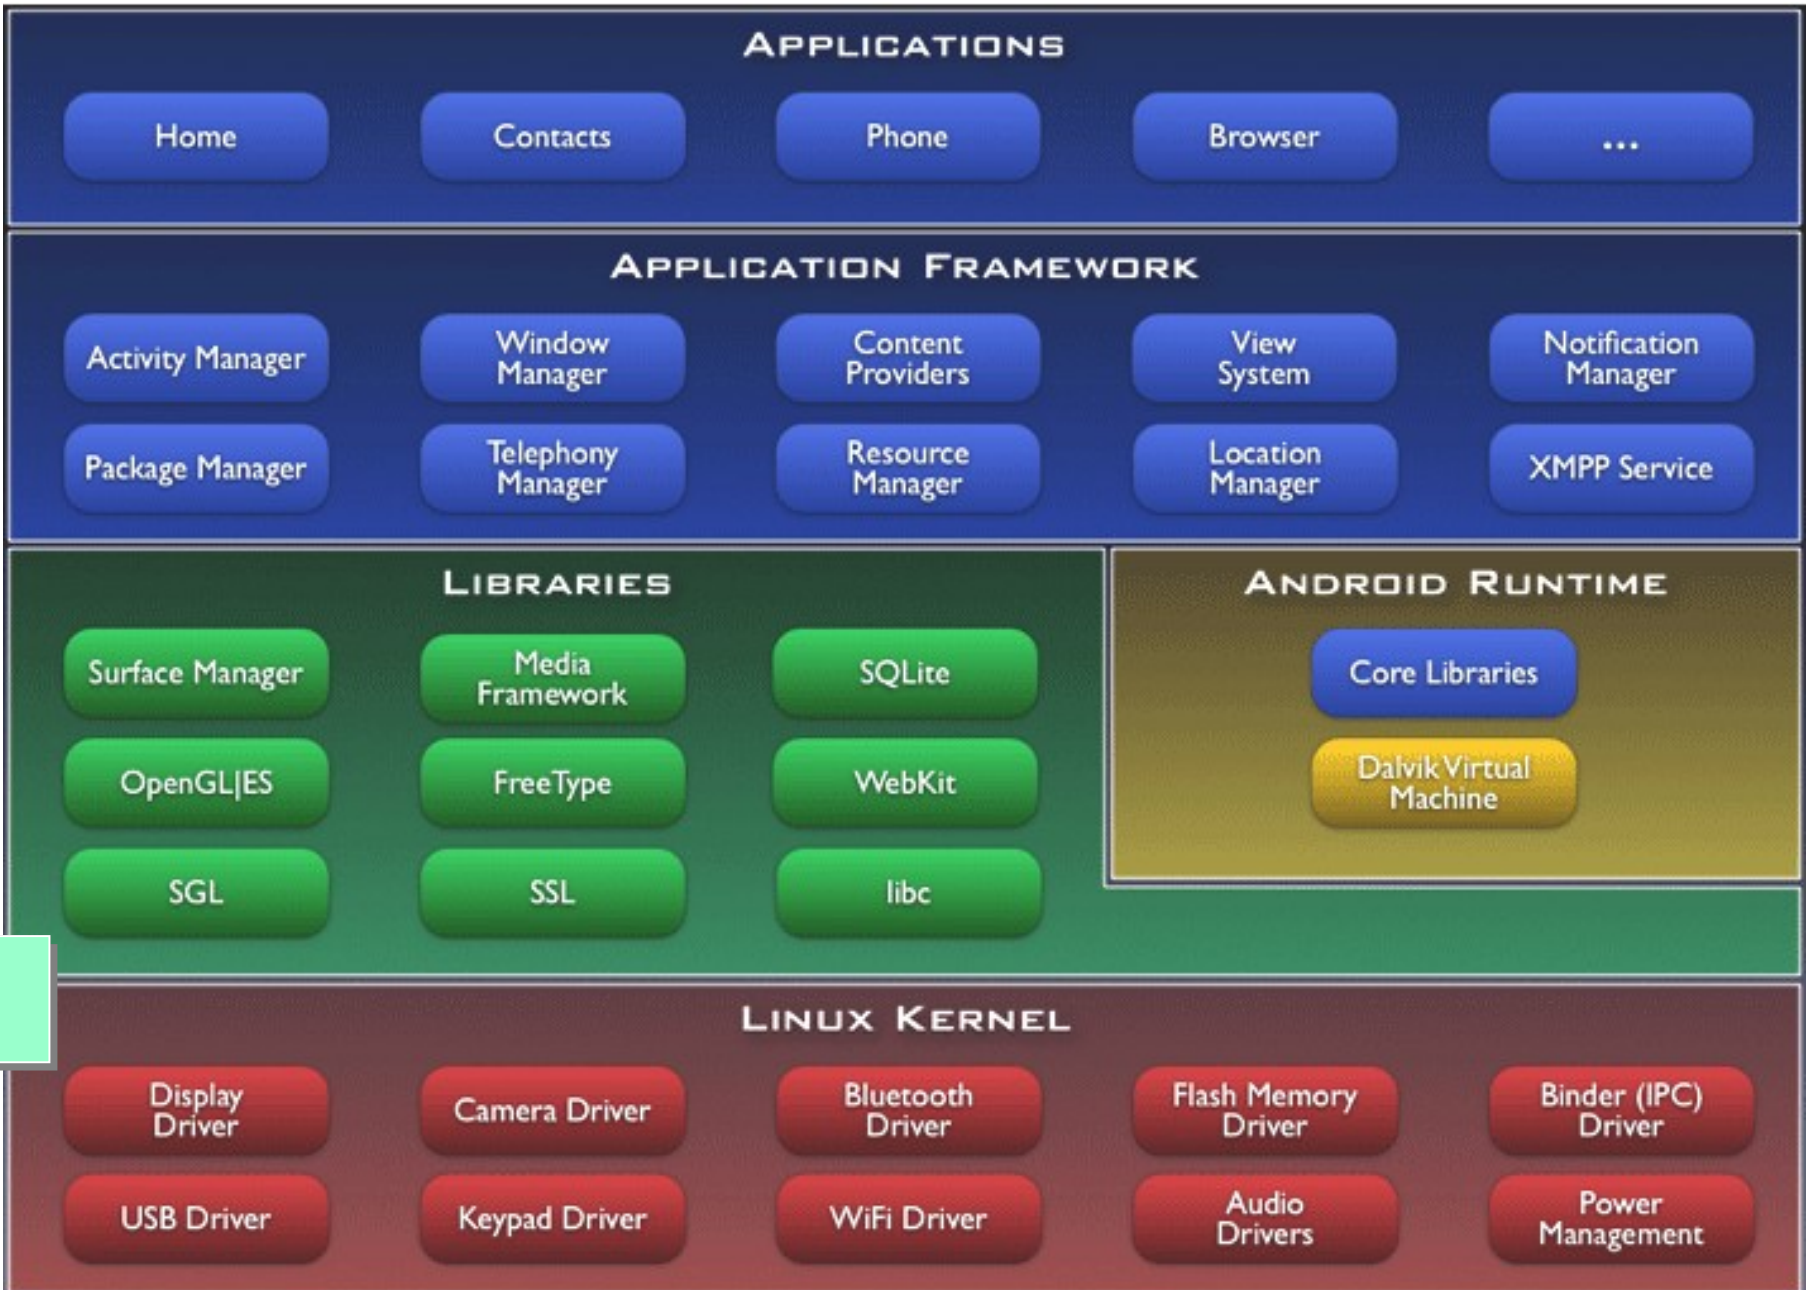 APPLICATIONS
Home
Contacts
Phone
Browser
...
APPLICATION FRAMEWORK
Activity Manager
Window
Manager
Content
Providers
View
System
Notification
Manager
Package Manager
Telephony
Manager
Resource
Manager
Location
Manager
XMPP Service
LIBRARIES
Surface Manager
Media
Framework
SQLite
OpenGL|ES
FreeType
WebKit
SGL
SSL
libc
ANDROID RUNTIME
Core Libraries
Dalvik Virtual
Machine
LINUX KERNEL
Display
Driver
Camera Driver
Bluetooth
Driver
Flash Memory
Driver
Binder (IPC)
Driver
USB Driver
Keypad Driver
WiFi Driver
Audio
Drivers
Power
Management